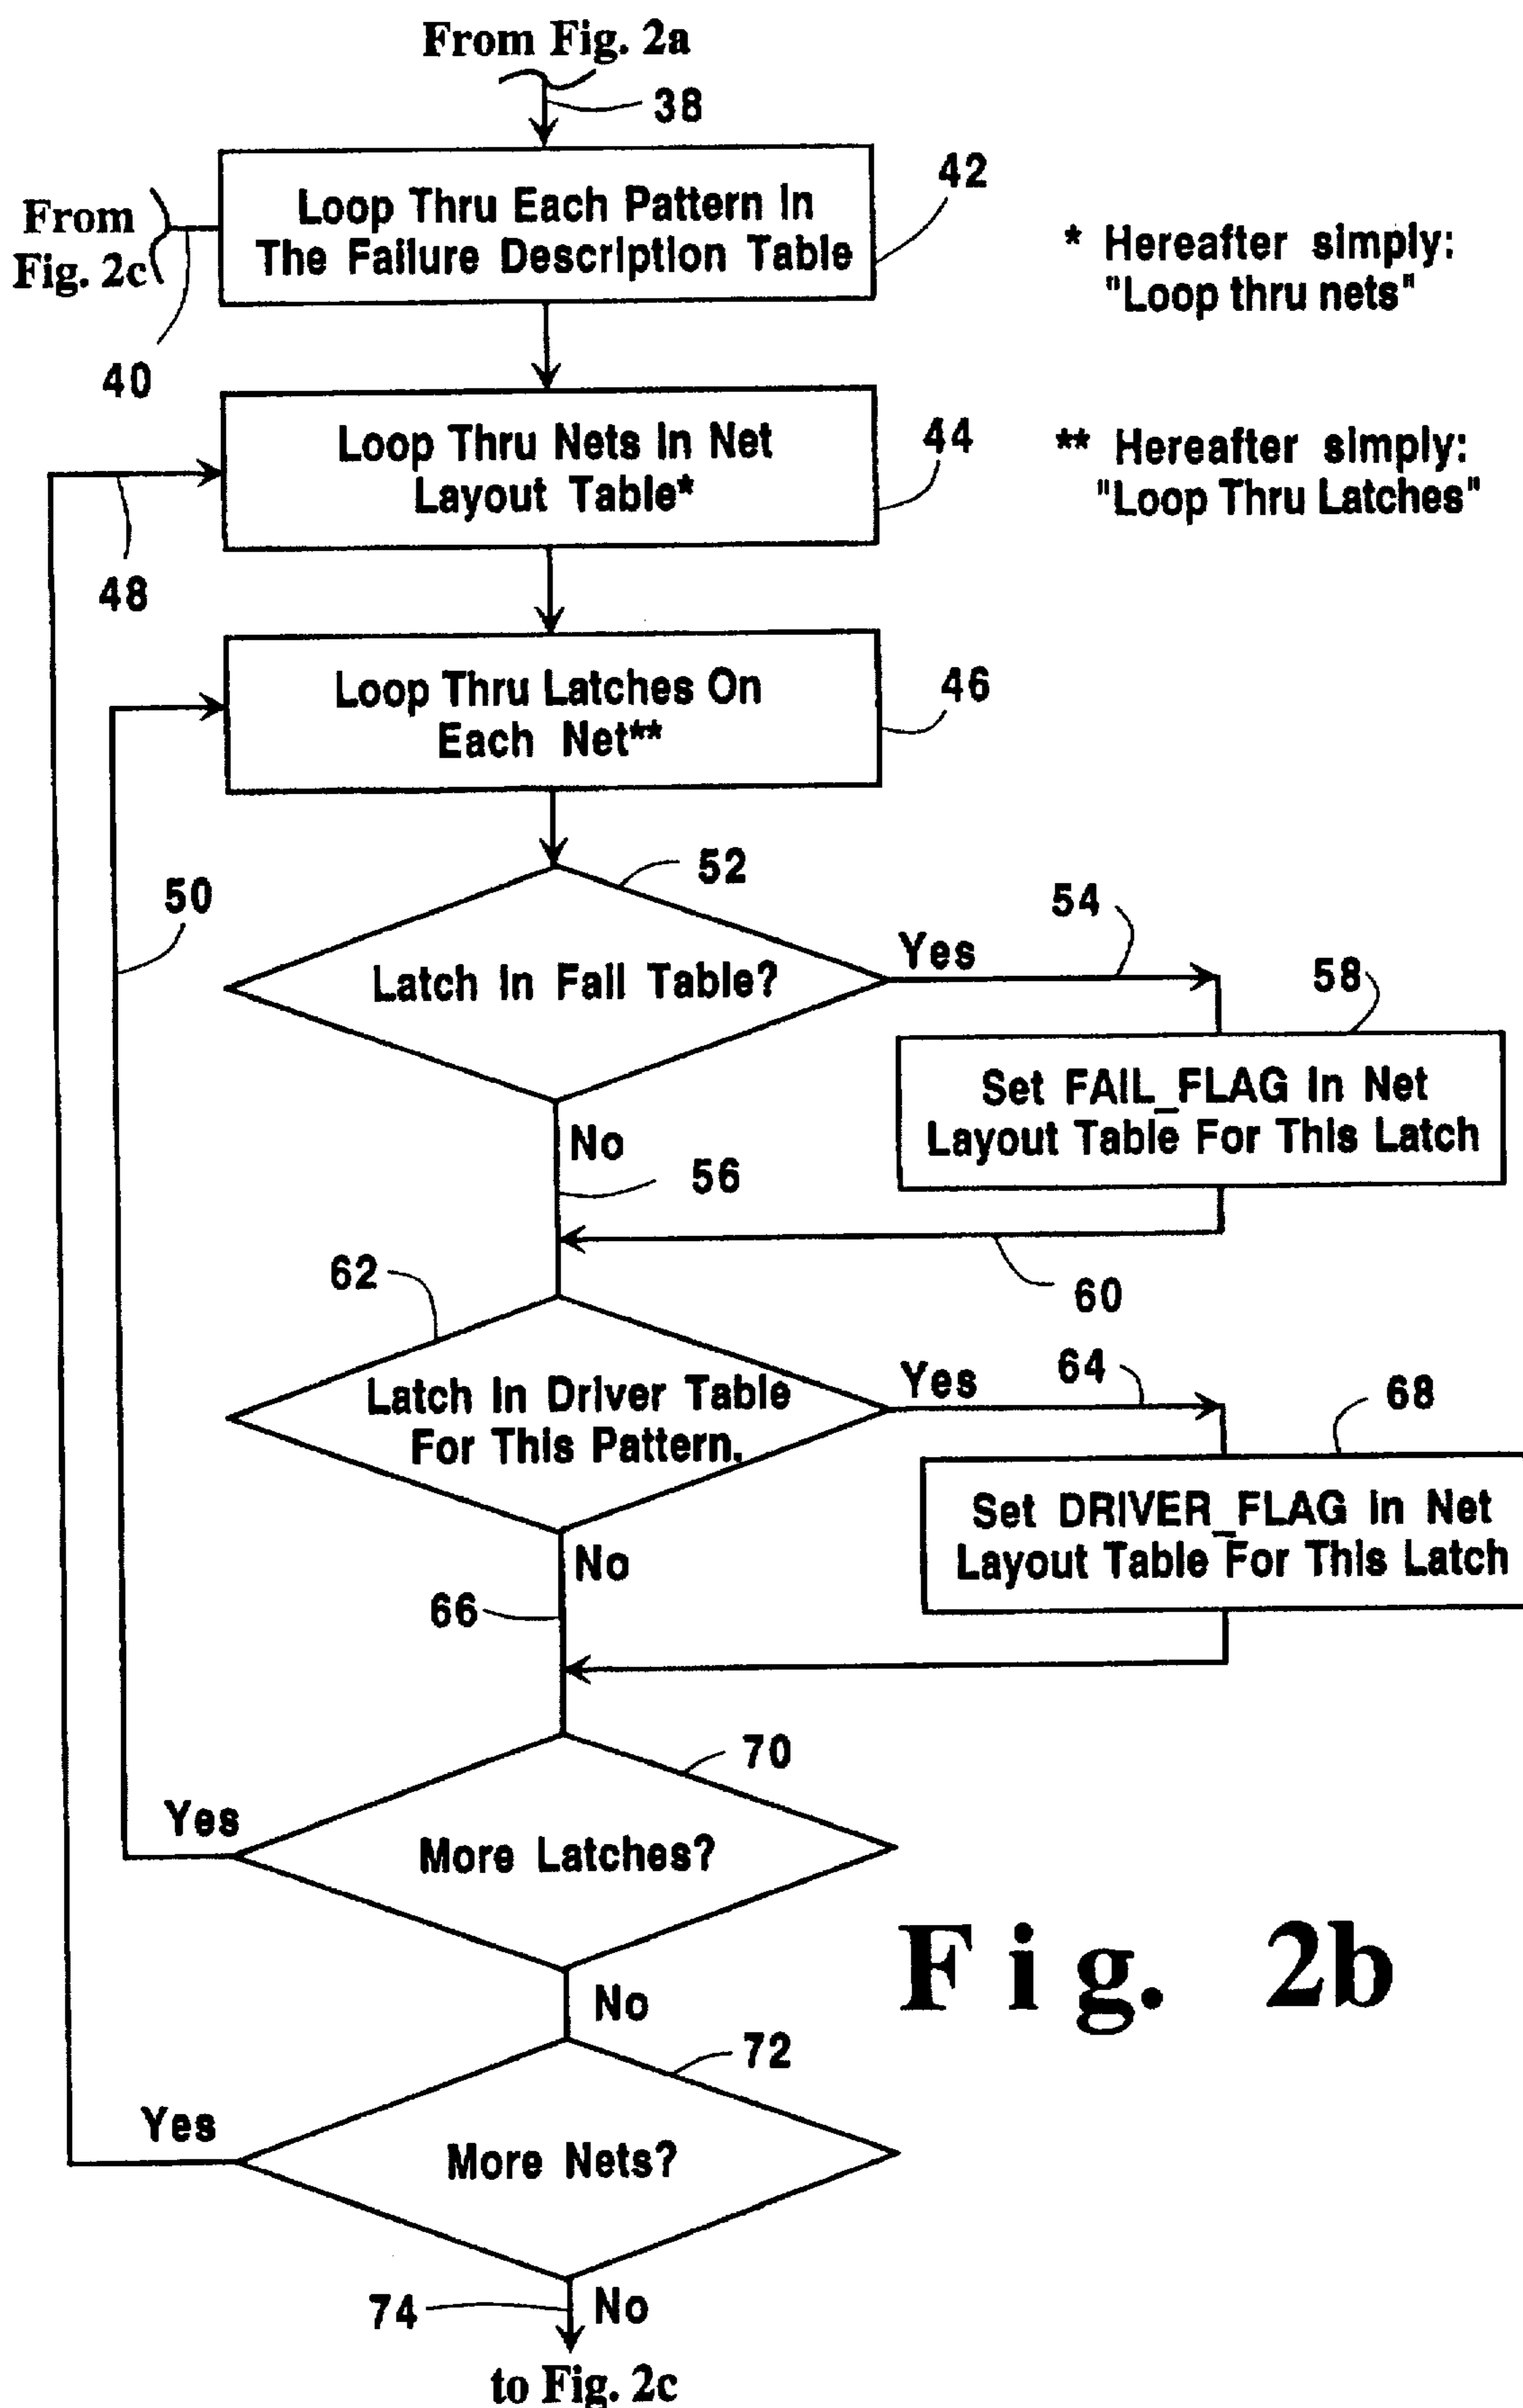 From Fig. 2a
38
Loop Thru Each Pattern In
The Failure Description Table
42
From
Fig. 2c
40
* Hereafter simply:
"Loop thru nets"
Loop Thru Nets In Net
Layout Table*
44
** Hereafter simply:
"Loop Thru Latches"
48
Loop Thru Latches On
Each Net**
46
50
52
Latch In Fail Table?
Yes
54
58
Set FAIL_FLAG In Net
Layout Table For This Latch
No
56
60
62
Latch In Driver Table
For This Pattern.
Yes
64
68
Set DRIVER_FLAG In Net
Layout Table For This Latch
No
66
70
Yes
More Latches?
No
Fig. 2b
72
Yes
More Nets?
74
No
to Fig. 2c